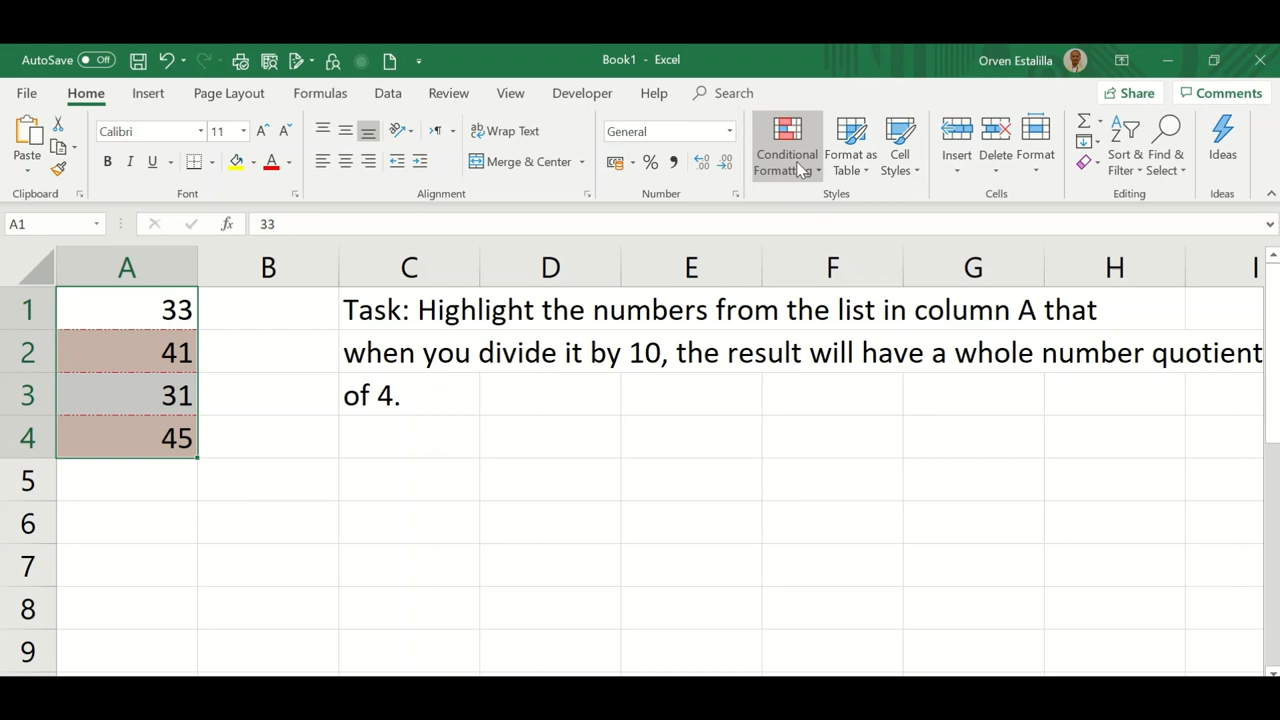 AutoSave Off Book1 - Excel Orven Estalilla
File Home Insert Page Layout Formulas Data Review View Developer Help Search Share Comments
Paste Calibri 11 Wrap Text General Conditional Formatting Format as Table Cell Styles Insert Delete Format Sort & Filter Find & Select Ideas
B I U A Merge & Center % 
Clipboard Font Alignment Number Styles Cells Editing Ideas
A1 fx 33
A B C D E F G H I
1 33 Task: Highlight the numbers from the list in column A that
2 41 when you divide it by 10, the result will have a whole number quotient
3 31 of 4.
4 45
5
6
7
8
9